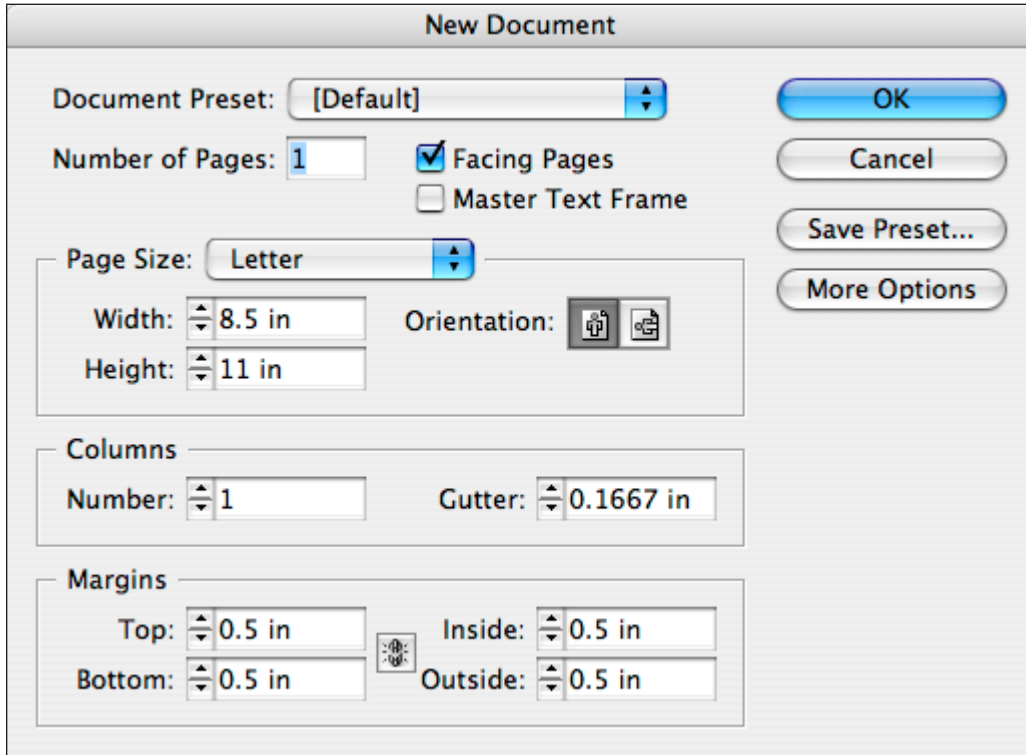 New Document
Document Preset: [Default]
OK
Number of Pages: 1
Facing Pages
Cancel
Master Text Frame
Save Preset...
Page Size: Letter
More Options
Width: 8.5 in
Orientation:
Height: 11 in
Columns
Number: 1
Gutter: 0.1667 in
Margins
Top: 0.5 in
Inside: 0.5 in
Bottom: 0.5 in
Outside: 0.5 in